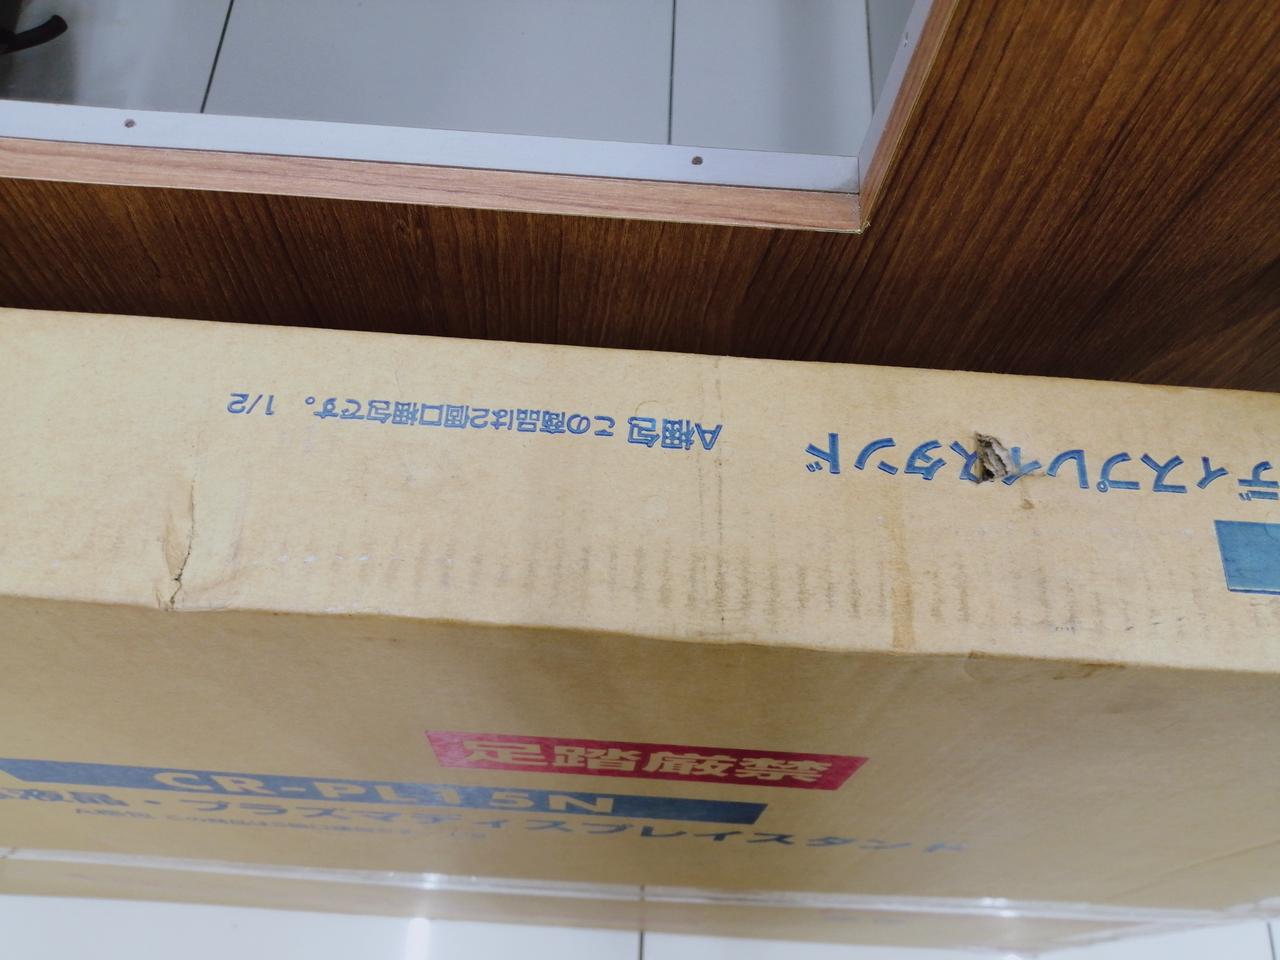 ディスプレイスタンド
A梱包 この商品は2個口梱包です。 1/2
足踏厳禁
CR-PL15N
液晶・プラズマディスプレイスタンド